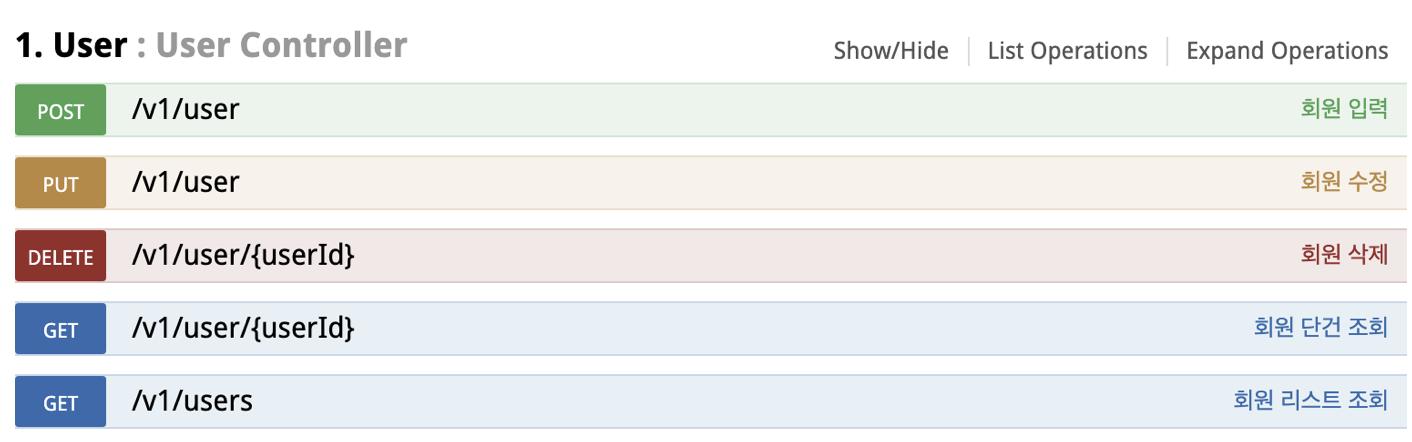 1. User : User Controller Show/Hide List Operations Expand Operations
POST /v1/user 회원 입력
PUT /v1/user 회원 수정
DELETE /v1/user/{userId} 회원 삭제
GET /v1/user/{userId} 회원 단건 조회
GET /v1/users 회원 리스트 조회